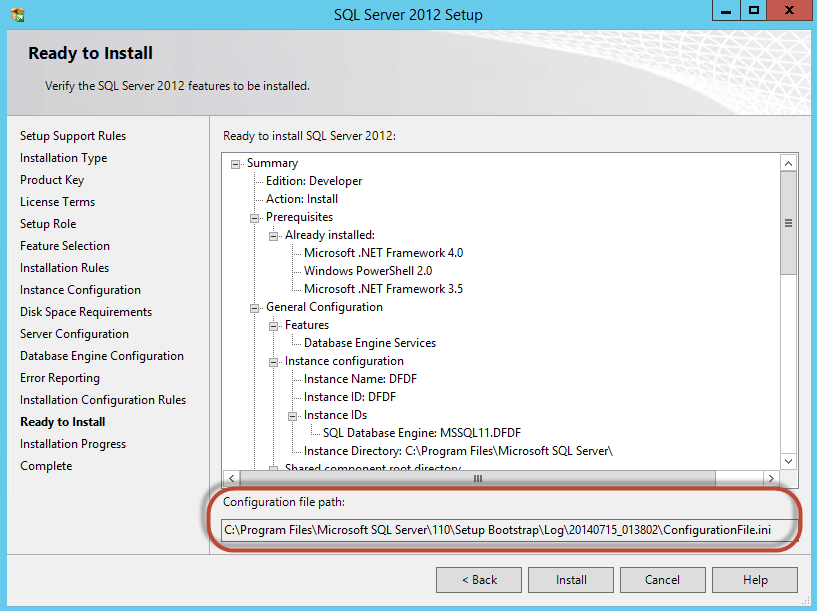 SQL Server 2012 Setup
Ready to Install
Verify the SQL Server 2012 features to be installed.
Setup Support Rules
Installation Type
Product Key
License Terms
Setup Role
Feature Selection
Installation Rules
Instance Configuration
Disk Space Requirements
Server Configuration
Database Engine Configuration
Error Reporting
Installation Configuration Rules
Ready to Install
Installation Progress
Complete
Ready to install SQL Server 2012:
Summary
Edition: Developer
Action: Install
Prerequisites
Already installed:
Microsoft .NET Framework 4.0
Windows PowerShell 2.0
Microsoft .NET Framework 3.5
General Configuration
Features
Database Engine Services
Instance configuration
Instance Name: DFDF
Instance ID: DFDF
Instance IDs
SQL Database Engine: MSSQL11.DFDF
Instance Directory: C:\Program Files\Microsoft SQL Server\
Shared component root directory
Configuration file path:
C:\Program Files\Microsoft SQL Server\110\Setup Bootstrap\Log\20140715_013802\ConfigurationFile.ini
< Back
Install
Cancel
Help